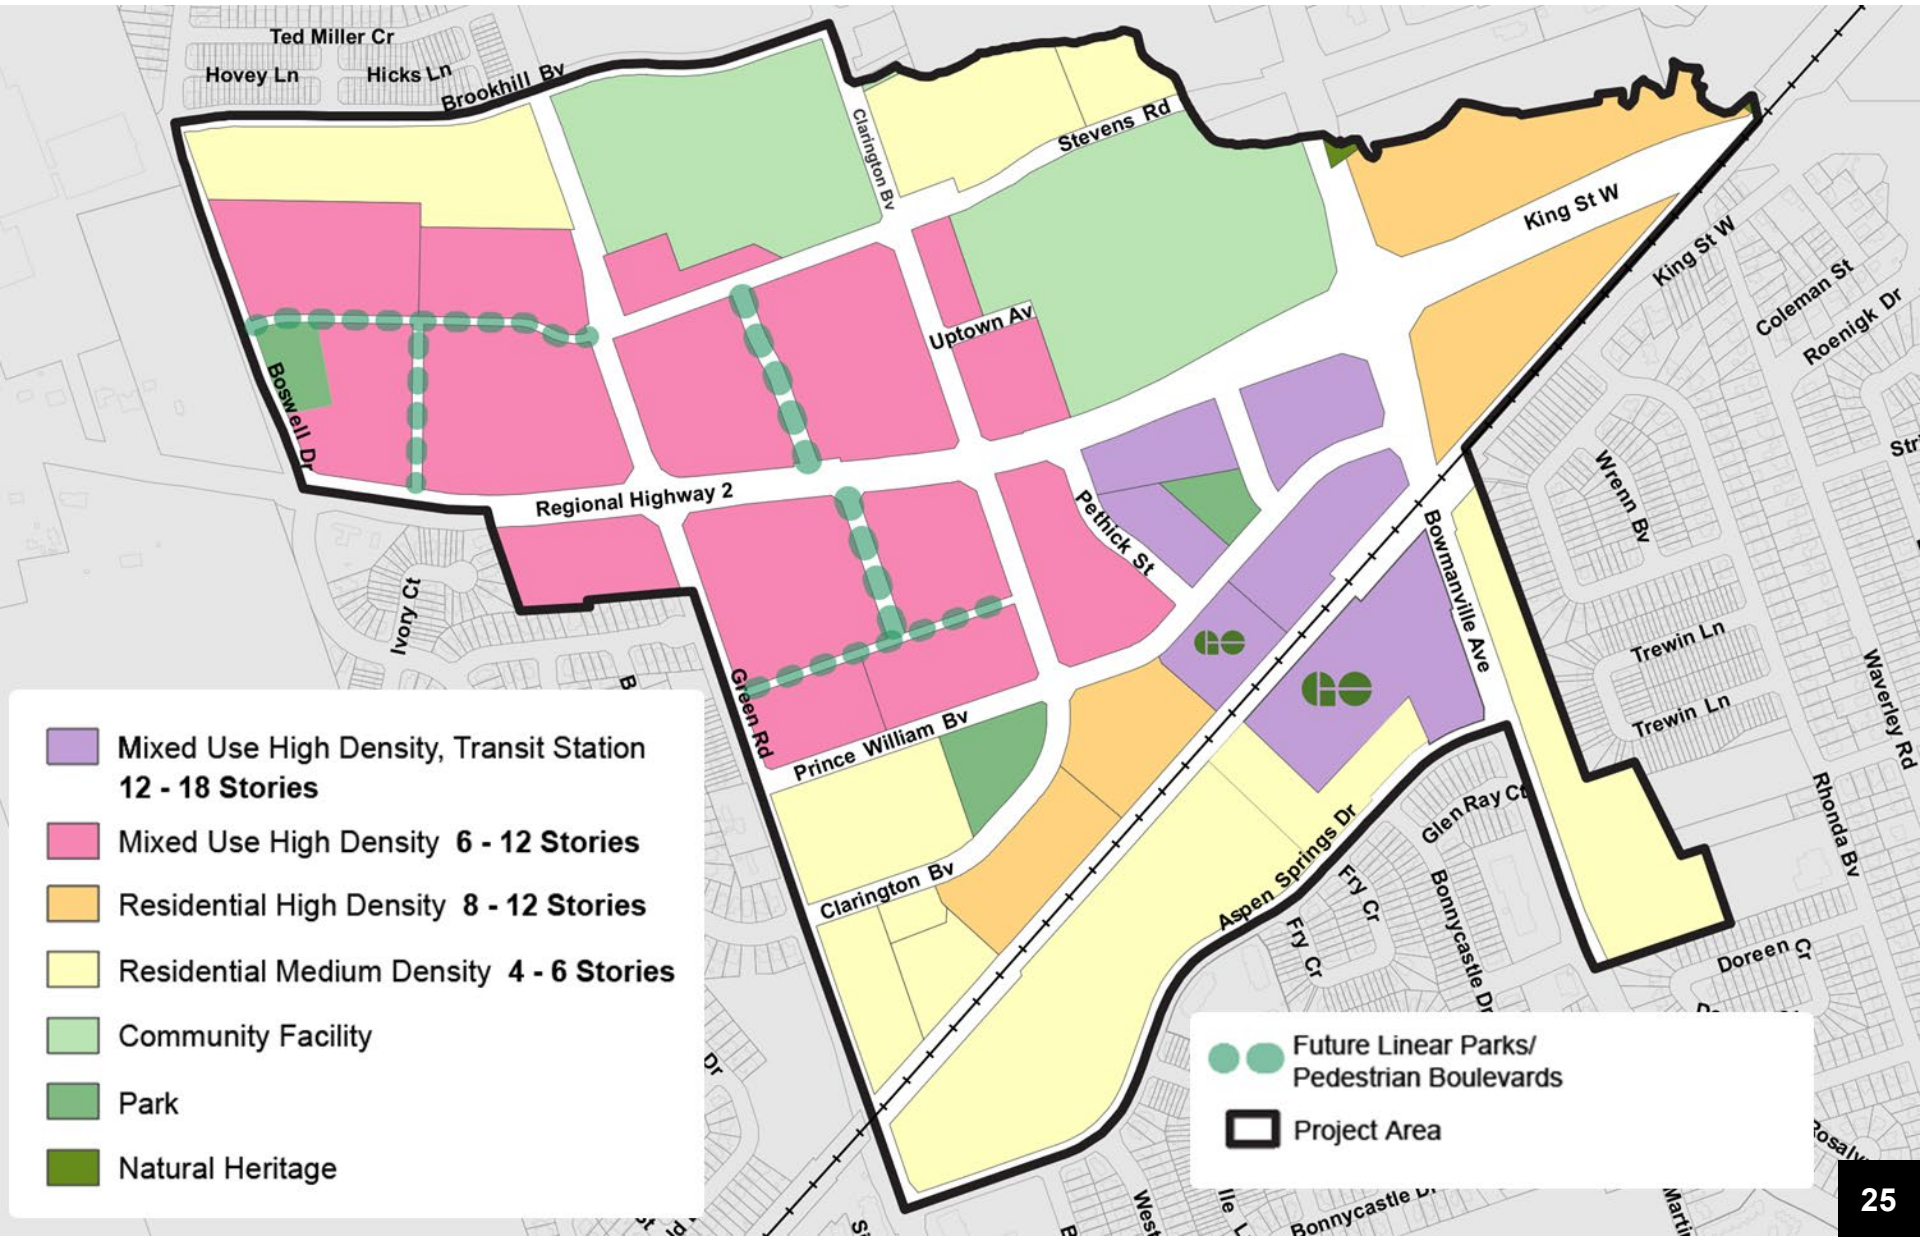 Ted Miller Cr
Hovey Ln
Hicks Ln
Brookhill Bv
Clarington Bv
Stevens Rd
King St W
King St W
Coleman St
Roenigk Dr
Uptown Av
Boswell Dr
Regional Highway 2
Pethick St
Wrenn Bv
Bowmanville Ave
Ivory Ct
Trewin Ln
Trewin Ln
Waverley Rd
Green Rd
Prince William Bv
Glen Ray Ct
Rhonda Bv
Clarington Bv
Aspen Springs Dr
Fry Cr
Fry Cr
Bonnycastle Dr
Doreen Cr
Dr
GO
GO
Mixed Use High Density, Transit Station
12 - 18 Stories
Mixed Use High Density 6 - 12 Stories
Residential High Density 8 - 12 Stories
Residential Medium Density 4 - 6 Stories
Community Facility
Park
Natural Heritage
Future Linear Parks/
Pedestrian Boulevards
Project Area
West
Bonnycastle Dr
25